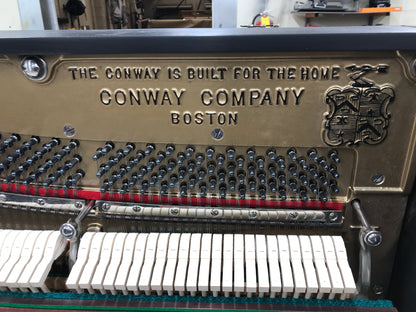 THE CONWAY IS BUILT FOR THE HOME
CONWAY COMPANY
BOSTON